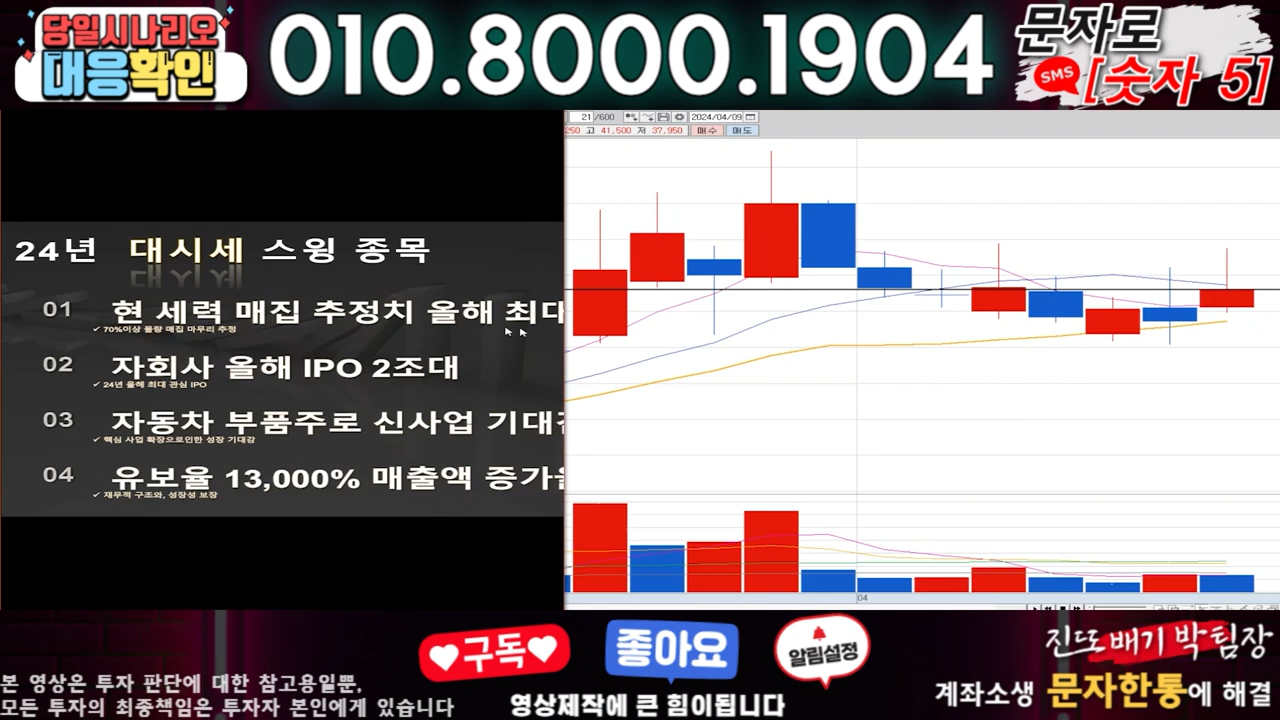 당일시나리오
대응확인
010.8000.1904
문자로
SMS [숫자 5]
21 /600 2024/04/09
250 고 41,500 저 37,950 매수 매도
24년 대시세 스윙 종목
01 현 세력 매집 추정치 올해 최대
✓ 70%이상 물량 매집 마무리 추정
02 자회사 올해 IPO 2조대
✓ 24년 올해 최대 관심 IPO
03 자동차 부품주로 신사업 기대
✓ 핵심 사업 확장으로인한 성장 기대감
04 유보율 13,000% 매출액 증가
✓ 재무적 구조와, 성장성 보장
04
구독
좋아요
알림설정
진또배기 박팀장
본 영상은 투자 판단에 대한 참고용일뿐,
모든 투자의 최종책임은 투자자 본인에게 있습니다
영상제작에 큰 힘이됩니다
계좌소생 문자한통에 해결